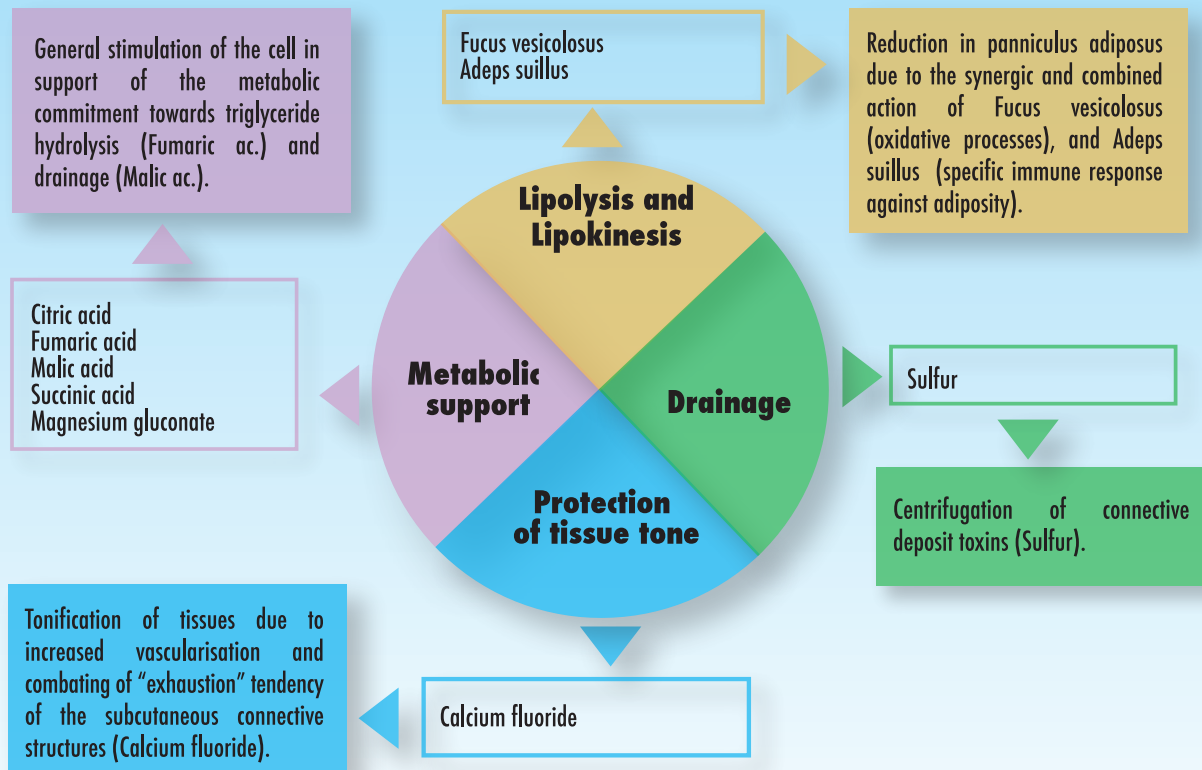 General stimulation of the cell in
support of the metabolic
commitment towards triglyceride
hydrolysis (Fumaric ac.) and
drainage (Malic ac.).
Fucus vesicolosus
Adeps suillus
Reduction in panniculus adiposus
due to the synergic and combined
action of Fucus vesicolosus
(oxidative processes), and Adeps
suillus (specific immune response
against adiposity).
Lipolysis and
Lipokinesis
Citric acid
Fumaric acid
Malic acid
Succinic acid
Magnesium gluconate
Metabolic
support
Drainage
Sulfur
Protection
of tissue tone
Centrifugation of connective
deposit toxins (Sulfur).
Tonification of tissues due to
increased vascularisation and
combating of “exhaustion” tendency
of the subcutaneous connective
structures (Calcium fluoride).
Calcium fluoride